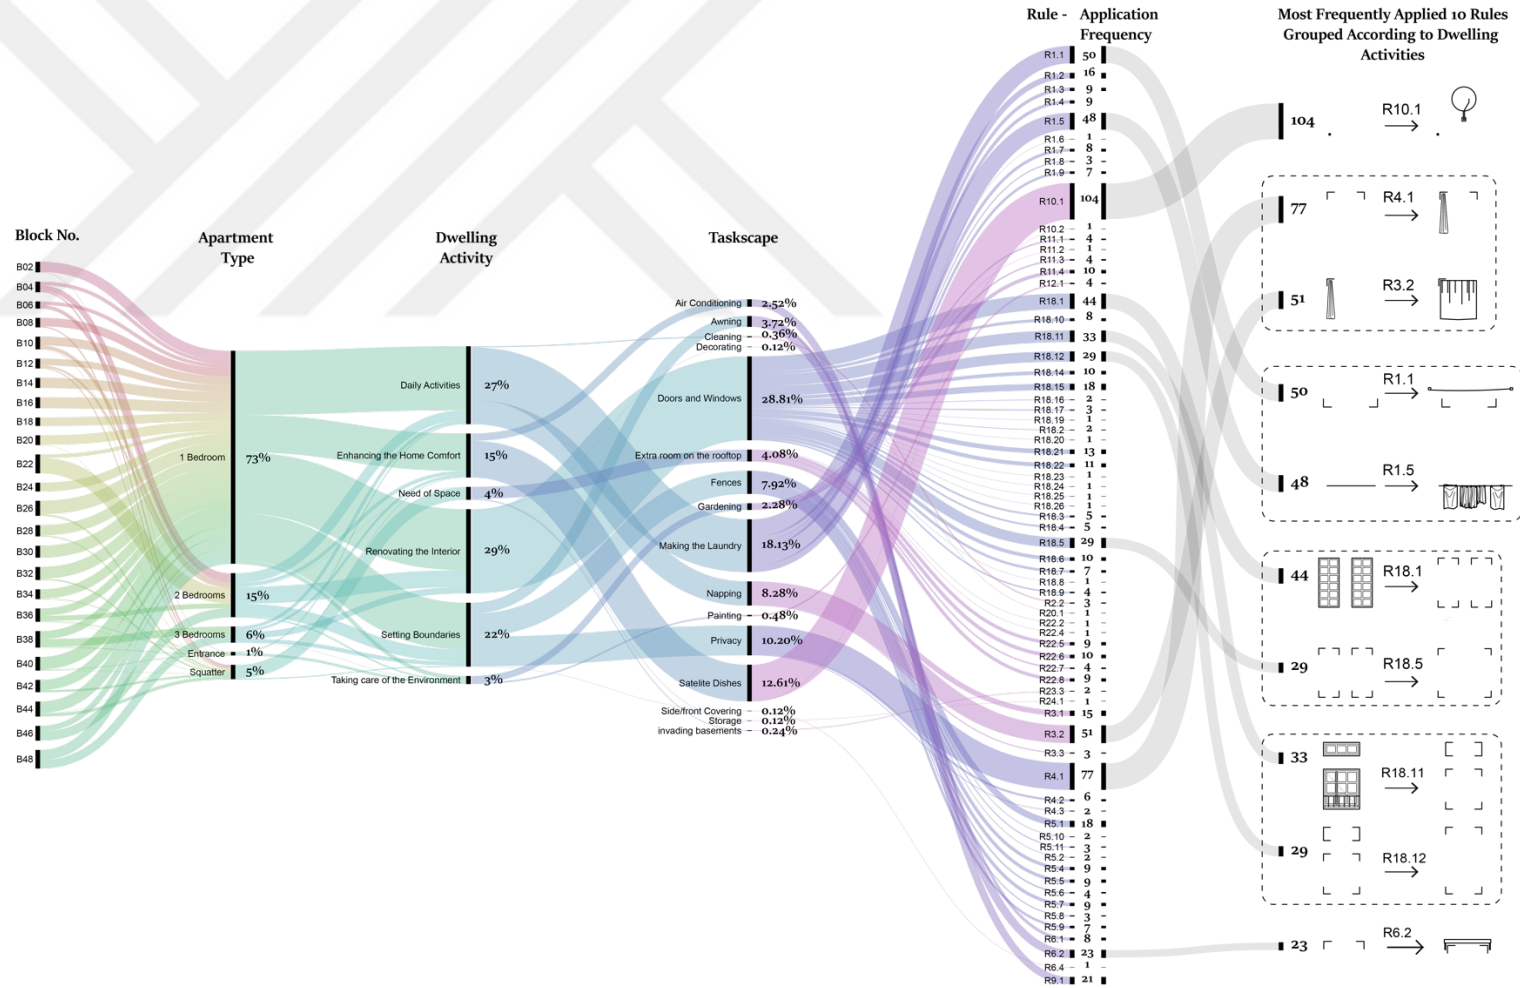 Block No.
B02
B04
B06
B08
B10
B12
B14
B16
B18
B20
B22
B24
B26
B28
B30
B32
B34
B36
B38
B40
B42
B44
B46
B48
Apartment
Type
1 Bedroom 73%
2 Bedrooms 15%
3 Bedrooms 6%
Entrance 1%
Squatter 5%
Dwelling
Activity
Daily Activities 27%
Enhancing the Home Comfort 15%
Need of Space 4%
Renovating the Interior 29%
Setting Boundaries 22%
Taking care of the Environment 3%
Taskscape
Air Conditioning 2.52%
Awning 3.72%
Cleaning 0.36%
Decorating 0.12%
Doors and Windows 28.81%
Extra room on the rooftop 4.08%
Fences 7.92%
Gardening 2.28%
Making the Laundry 18.13%
Napping 8.28%
Painting 0.48%
Privacy 10.20%
Satelite Dishes 12.61%
Side/front Covering 0.12%
Storage 0.12%
invading basements 0.24%
Rule - Application
Frequency
R1.1 50
R1.2 16
R1.3 9
R1.4 9
R1.5 48
R1.6 1
R1.7 8
R1.8 3
R1.9 7
R10.1 104
R10.2 1
R11.1 4
R11.2 1
R11.3 4
R11.4 10
R12.1 4
R18.1 44
R18.10 8
R18.11 33
R18.12 29
R18.14 10
R18.15 18
R18.16 2
R18.17 3
R18.19 1
R18.2 2
R18.20 1
R18.21 13
R18.22 11
R18.23 1
R18.24 1
R18.25 1
R18.26 1
R18.3 5
R18.4 5
R18.5 29
R18.6 10
R18.7 7
R18.8 1
R18.9 4
R2.2 3
R20.1 1
R22.2 1
R22.4 1
R22.5 9
R22.6 10
R22.7 4
R22.8 9
R23.3 2
R24.1 1
R3.1 15
R3.2 51
R3.3 3
R4.1 77
R4.2 6
R4.3 2
R5.1 18
R5.10 2
R5.11 3
R5.2 2
R5.4 9
R5.5 9
R5.6 4
R5.7 9
R5.8 3
R5.9 7
R6.1 8
R6.2 23
R6.4 1
R9.1 21
Most Frequently Applied 10 Rules
Grouped According to Dwelling
Activities
104 R10.1
77 R4.1
51 R3.2
50 R1.1
48 R1.5
44 R18.1
29 R18.5
33 R18.11
29 R18.12
23 R6.2